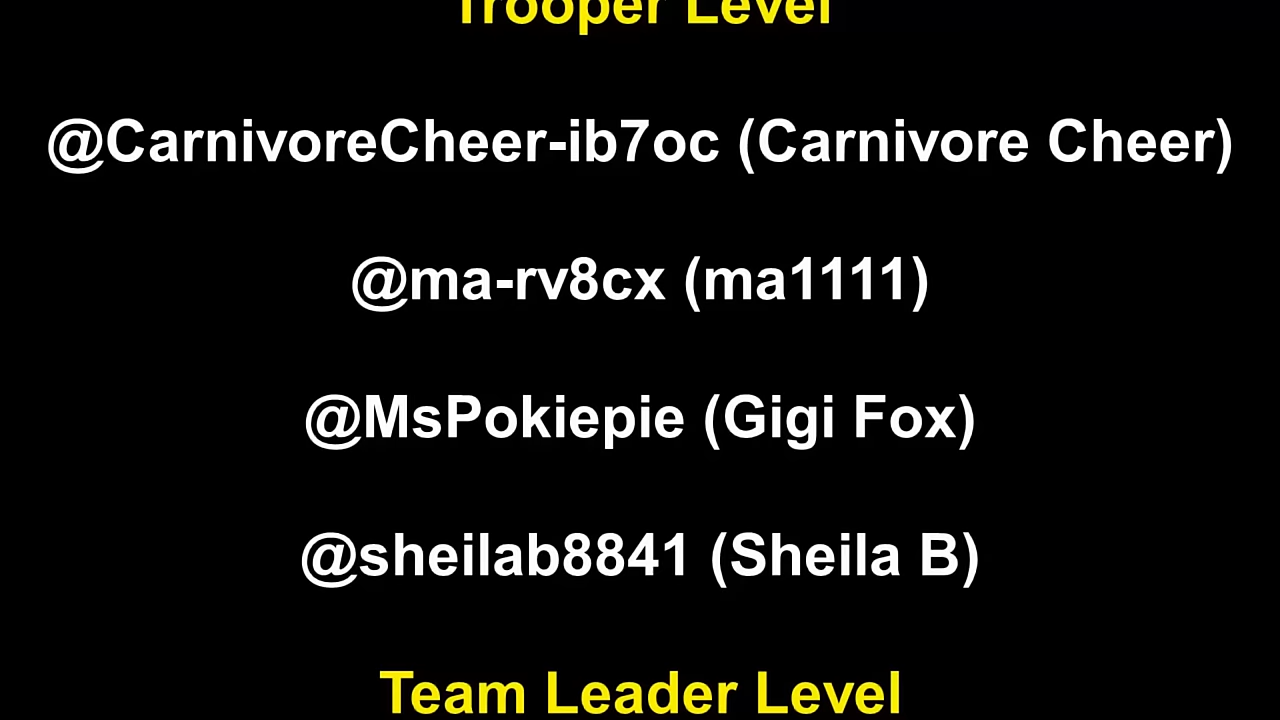 Trooper Level
@CarnivoreCheer-ib7oc (Carnivore Cheer)
@ma-rv8cx (ma1111)
@MsPokiepie (Gigi Fox)
@sheilab8841 (Sheila B)
Team Leader Level